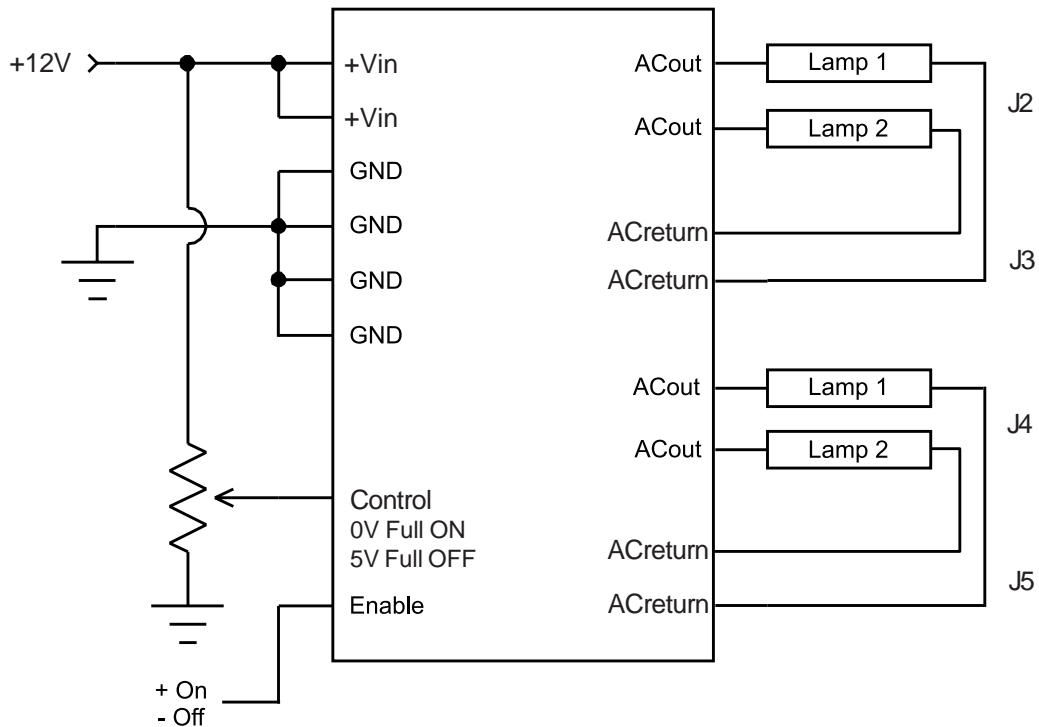 +12V
+Vin
+Vin
GND
GND
GND
GND
Control
0V Full ON
5V Full OFF
Enable
+ On
- Off
ACout
Lamp 1
ACout
Lamp 2
J2
ACreturn
ACreturn
J3
ACout
Lamp 1
ACout
Lamp 2
J4
ACreturn
ACreturn
J5